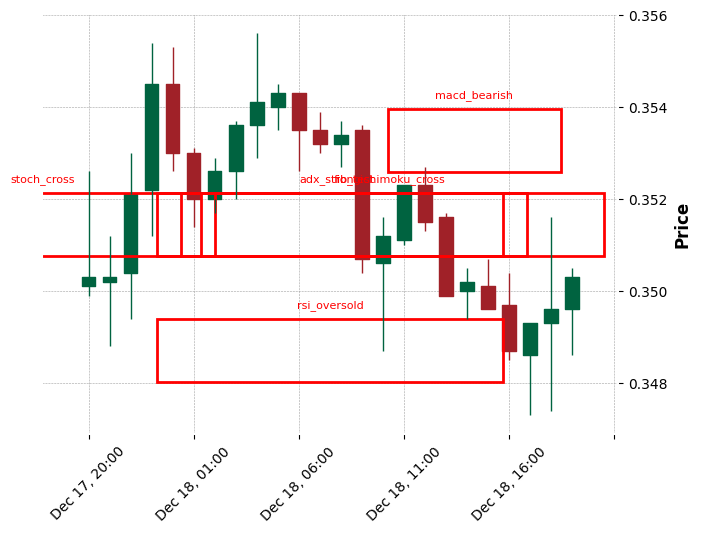 0.356
macd_bearish
0.354
stoch_cross
ichimoku_cross
0.352
Price
rsi_oversold
0.350
0.348
Dec 17, 20:00
Dec 18, 01:00
Dec 18, 06:00
Dec 18, 11:00
Dec 18, 16:00